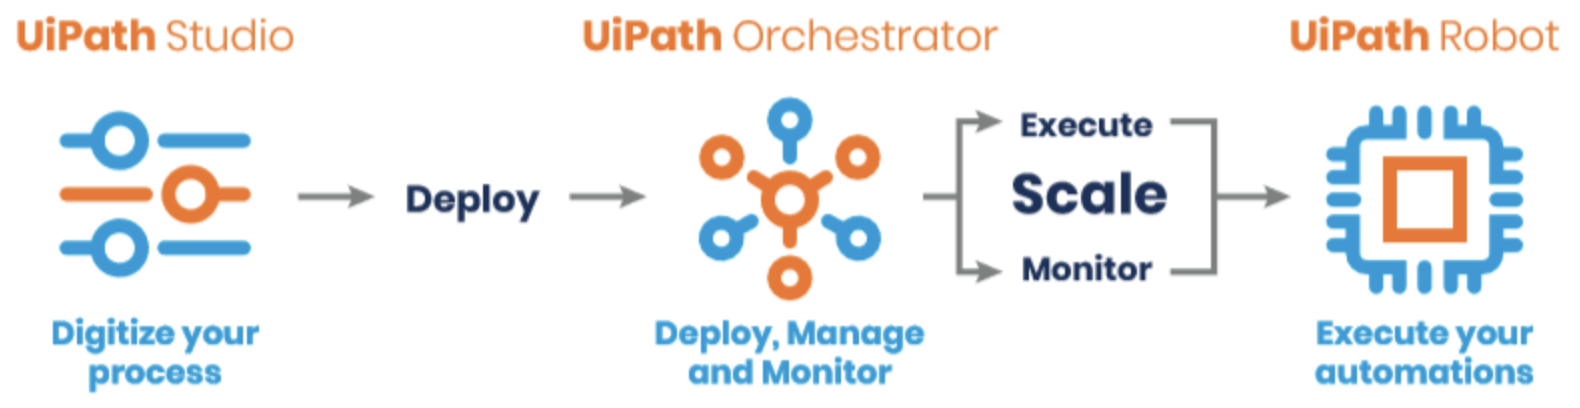 UiPath Studio
UiPath Orchestrator
UiPath Robot
Deploy
Execute
Scale
Monitor
Digitize your
process
Deploy, Manage
and Monitor
Execute your
automations